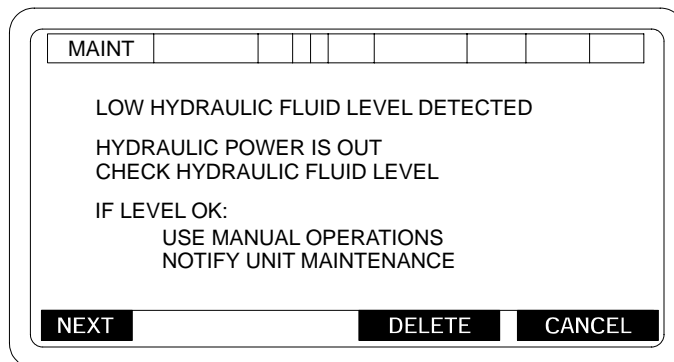 MAINT
LOW HYDRAULIC FLUID LEVEL DETECTED
HYDRAULIC POWER IS OUT
CHECK HYDRAULIC FLUID LEVEL
IF LEVEL OK:
USE MANUAL OPERATIONS
NOTIFY UNIT MAINTENANCE
NEXT DELETE CANCEL